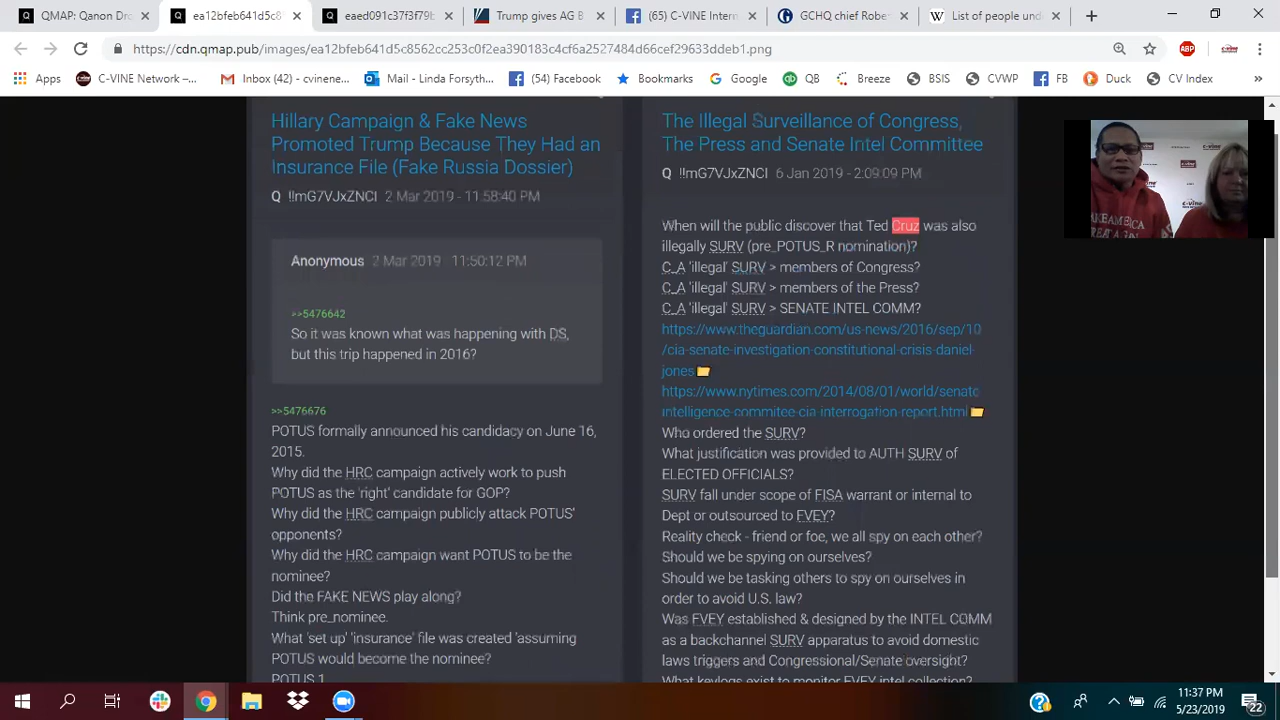 QMAP: Qanon Dro
ea12bfeb641d5c8
eaed091c37f3f79b
Trump gives AG B
(65) C-VINE Intern
GCHQ chief Robe
List of people und
https://cdn.qmap.pub/images/ea12bfeb641d5c8562cc253c0f2ea390183c4cf6a2527484d66cef29633ddeb1.png
Apps
C-VINE Network –...
Inbox (42) - cvinene...
Mail - Linda Forsyth...
(54) Facebook
Bookmarks
Google
QB
Breeze
BSIS
CVWP
FB
Duck
CV Index
Hillary Campaign & Fake News
Promoted Trump Because They Had an
Insurance File (Fake Russia Dossier)
Q !!mG7VJxZNCI 2 Mar 2019 - 11:58:40 PM
Anonymous 2 Mar 2019 - 11:50:12 PM
>>5476642
So it was known what was happening with DS,
but this trip happened in 2016?
>>5476676
POTUS formally announced his candidacy on June 16,
2015.
Why did the HRC campaign actively work to push
POTUS as the 'right' candidate for GOP?
Why did the HRC campaign publicly attack POTUS'
opponents?
Why did the HRC campaign want POTUS to be the
nominee?
Did the FAKE NEWS play along?
Think pre_nominee.
What 'set up' 'insurance' file was created 'assuming
POTUS would become the nominee?
POTUS 1
The Illegal Surveillance of Congress,
The Press and Senate Intel Committee
Q !!mG7VJxZNCI 6 Jan 2019 - 2:09:09 PM
When will the public discover that Ted Cruz was also
illegally SURV (pre_POTUS_R nomination)?
C_A 'illegal' SURV > members of Congress?
C_A 'illegal' SURV > members of the Press?
C_A 'illegal' SURV > SENATE INTEL COMM?
https://www.theguardian.com/us-news/2016/sep/10
/cia-senate-investigation-constitutional-crisis-daniel-
jones
https://www.nytimes.com/2014/08/01/world/senate-
intelligence-commitee-cia-interrogation-report.html
Who ordered the SURV?
What justification was provided to AUTH SURV of
ELECTED OFFICIALS?
SURV fall under scope of FISA warrant or internal to
Dept or outsourced to FVEY?
Reality check - friend or foe, we all spy on each other?
Should we be spying on ourselves?
Should we be tasking others to spy on ourselves in
order to avoid U.S. law?
Was FVEY established & designed by the INTEL COMM
as a backchannel SURV apparatus to avoid domestic
laws triggers and Congressional/Senate oversight?
What keylogs exist to monitor FVEY intel collection?
11:37 PM
5/23/2019
22